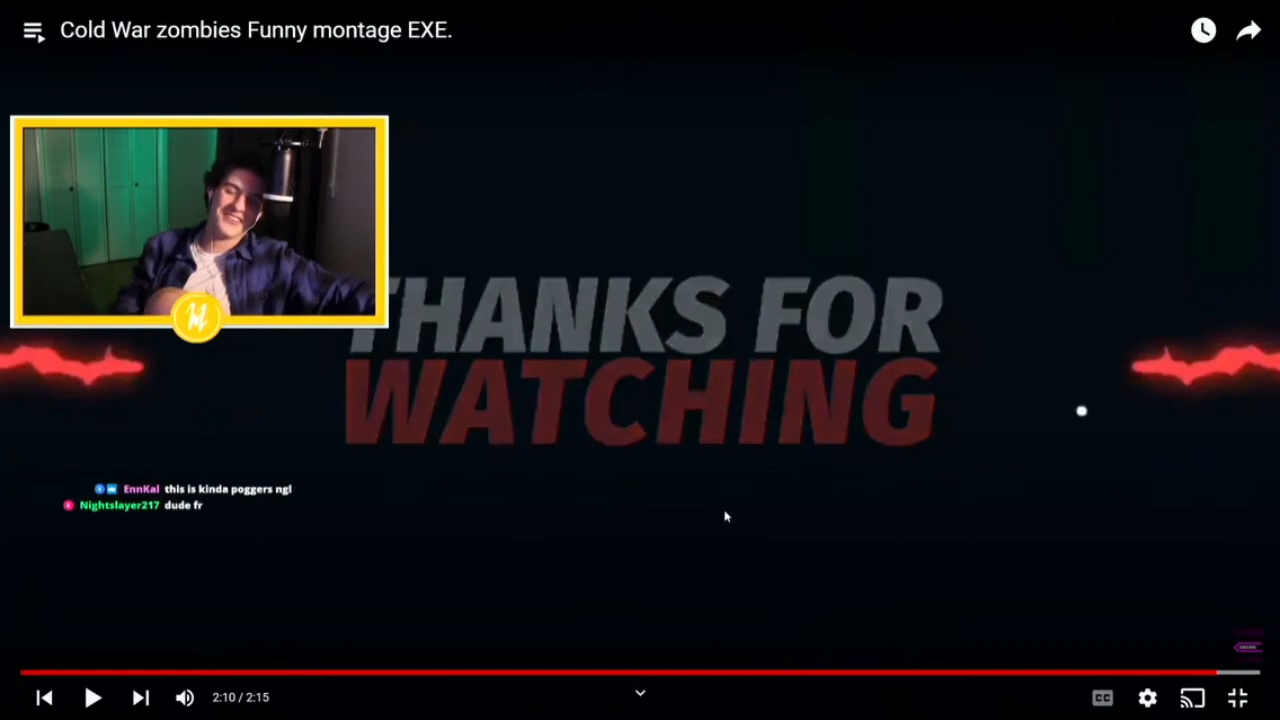 Cold War zombies Funny montage EXE.
THANKS FOR
WATCHING
EnnKal this is kinda poggers ngl
Nightslayer217 dude fr
2:10 / 2:15
CC